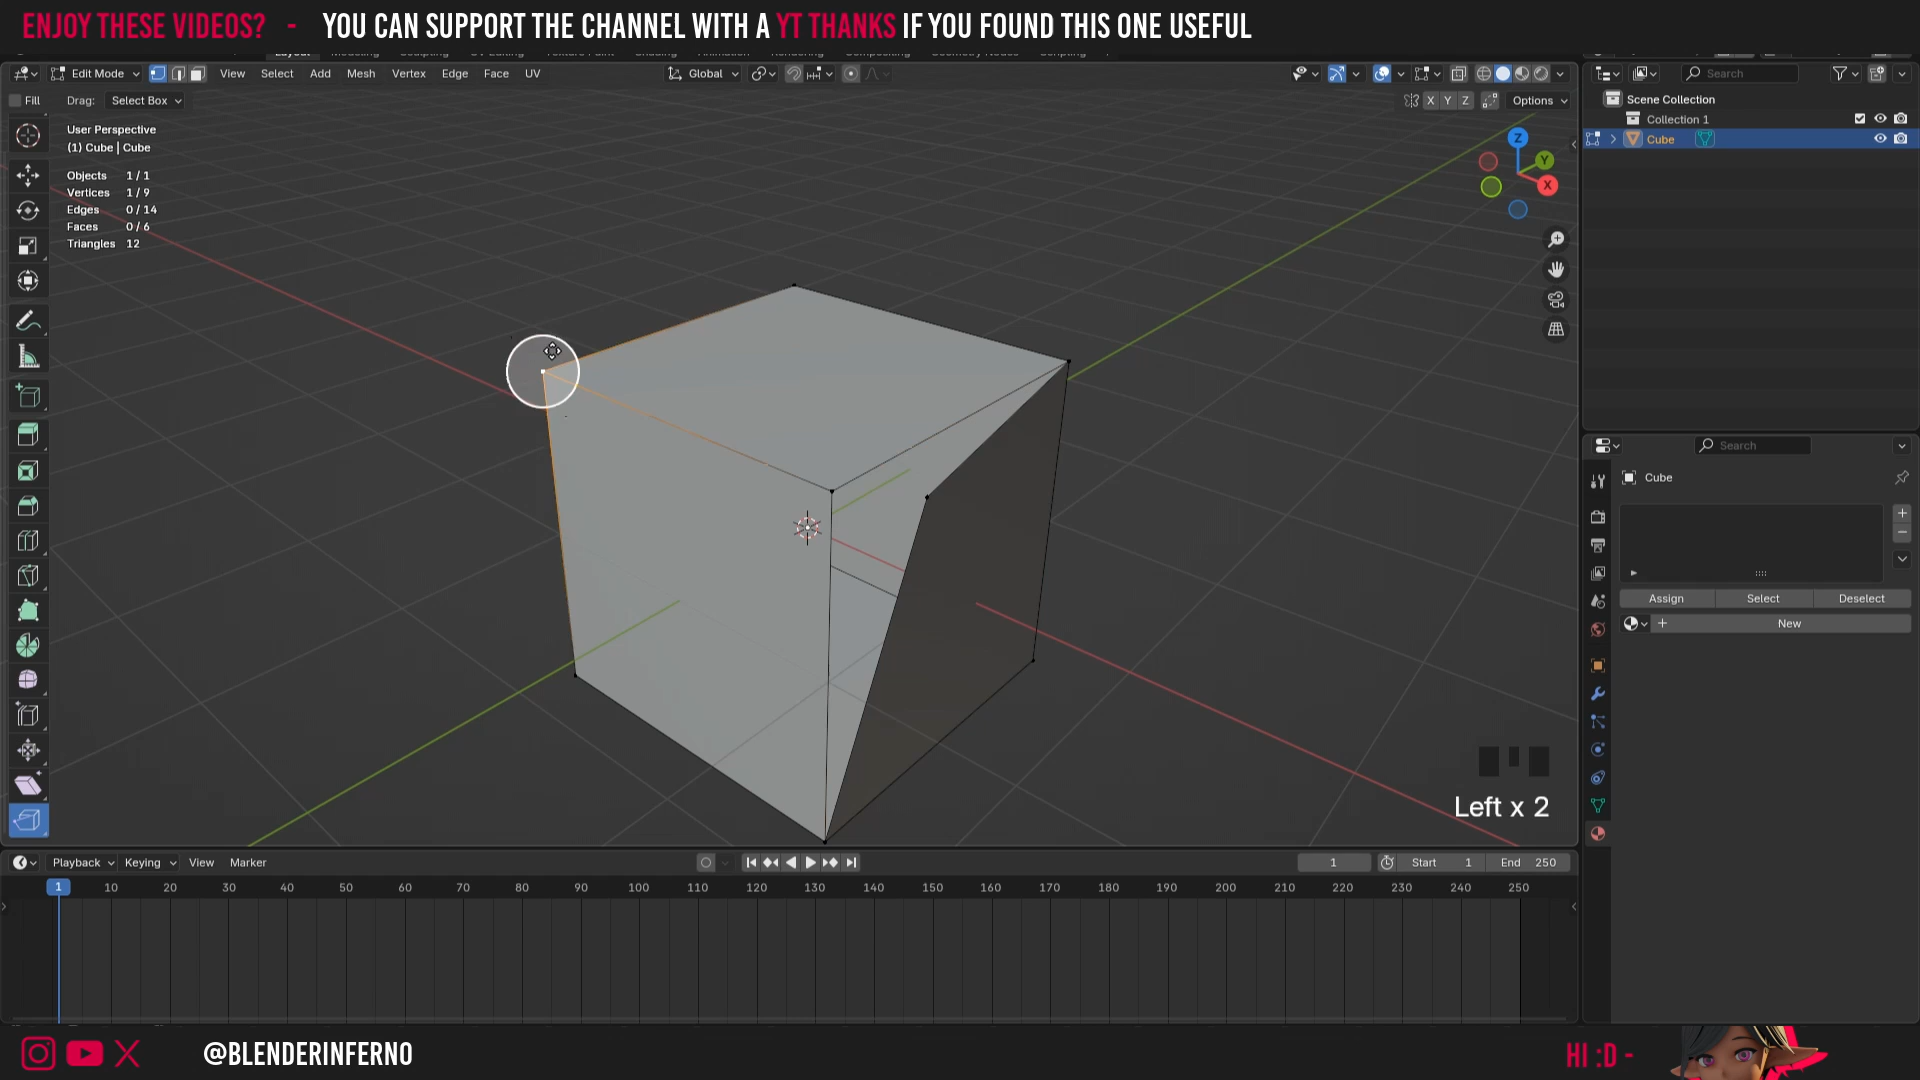 ENJOY THESE VIDEOS? - YOU CAN SUPPORT THE CHANNEL WITH A YT THANKS IF YOU FOUND THIS ONE USEFUL
Edit Mode View Select Add Mesh Vertex Edge Face UV Global
Search
Fill Drag: Select Box
X Y Z Options
Scene Collection
Collection 1
Cube
User Perspective
(1) Cube | Cube
Objects 1 / 1
Vertices 1 / 9
Edges 0 / 14
Faces 0 / 6
Triangles 12
Z
Y
X
Search
Cube
Assign Select Deselect
New
Left x 2
Playback Keying View Marker
1 Start 1 End 250
1 10 20 30 40 50 60 70 80 90 100 110 120 130 140 150 160 170 180 190 200 210 220 230 240 250
@BLENDERINFERNO
HI :D -